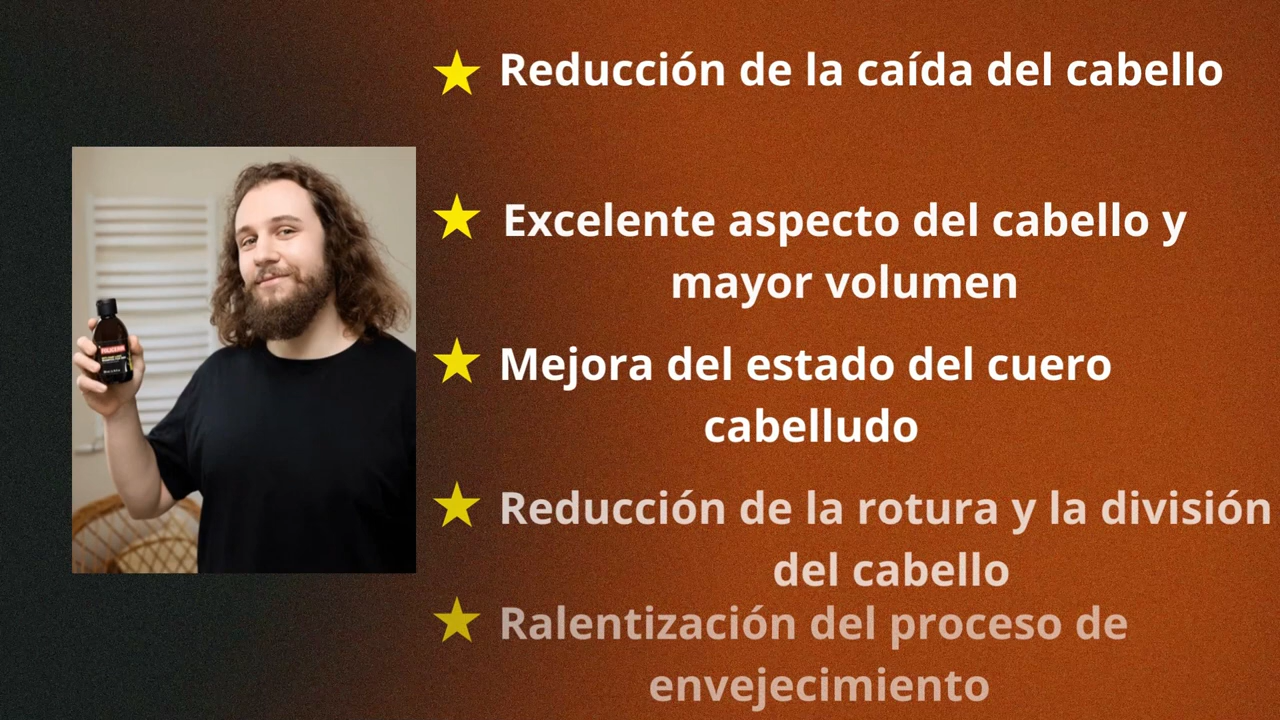 Reducción de la caída del cabello
Excelente aspecto del cabello y
mayor volumen
Mejora del estado del cuero
cabelludo
Reducción de la rotura y la división
del cabello
Ralentización del proceso de
envejecimiento